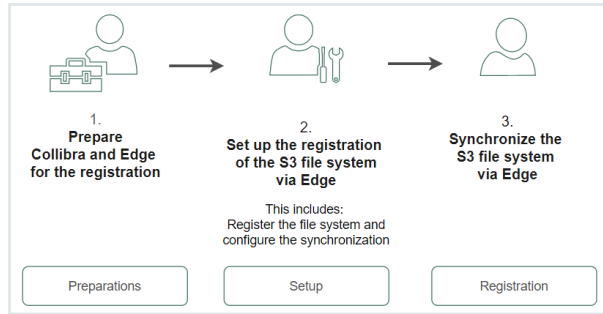 1.
Prepare
Collibra and Edge
for the registration
2.
Set up the registration
of the S3 file system
via Edge
This includes:
Register the file system and
configure the synchronization
3.
Synchronize the
S3 file system
via Edge
Preparations
Setup
Registration